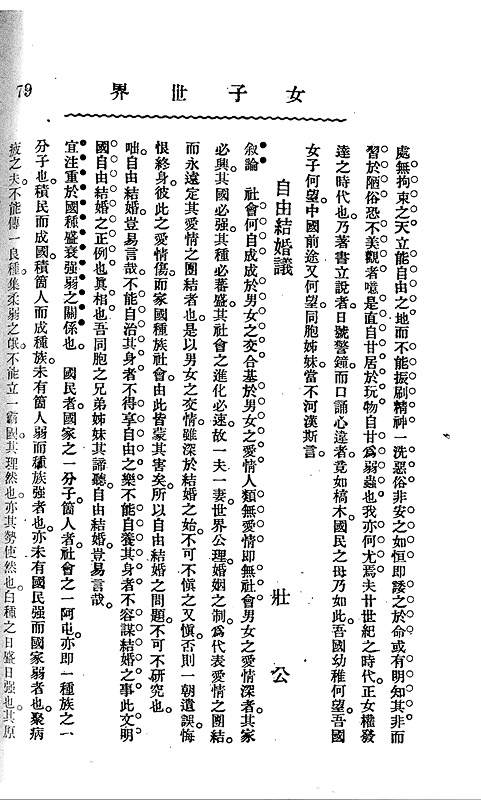 女子世界
79
處無拘束之天立能自由之地而不能振刷精神一洗惡俗非安之如恒即諉之於命或有明知其非而
習於陋俗恐不美觀者噫是直自甘居於玩物自甘爲弱蟲也我亦何尤焉夫廿世紀之時代正女權發
達之時代也乃著書立說者日號警鐘而口誦心違者竟如槁木國民之母乃如此吾國幼稚何望吾國
女子何望中國前途又何望同胞姊妹當不河漢斯言
自由結婚議
壯公
叙論 社會何自成成於男女之交合基於男女之愛情人類無愛情即無社會男女之愛情深者其家
必興其國必强其種必蕃盛其社會之進化必速故一夫一妻世界公理婚姻之制爲代表愛情之團結
而永遠定其愛情之團結者也是以男女之交情雖深於結婚之始不可不慎之又慎否則一朝遺誤悔
恨終身彼此之愛情傷而家國種族社會由此皆蒙其害矣所以自由結婚之問題不可不研究也
咄自由結婚豈易言哉不能自治其身者不得享自由之樂不能自養其身者不容謀結婚之事此文明
國自由結婚之正例也眞相也吾同胞之兄弟姊妹其諦聽自由結婚豈易言哉
宜注重於國種盛衰强弱之關係也 國民者國家之一分子箇人者社會之一阿屯亦即一種族之一
分子也積民而成國積箇人而成種族未有箇人弱而種族强者也亦未有國民强而國家弱者也聚病
疲之夫不能傳一良種集柔弱之氓不能立一霸國其理然也亦其勢使然也白種之日盛日强也其原